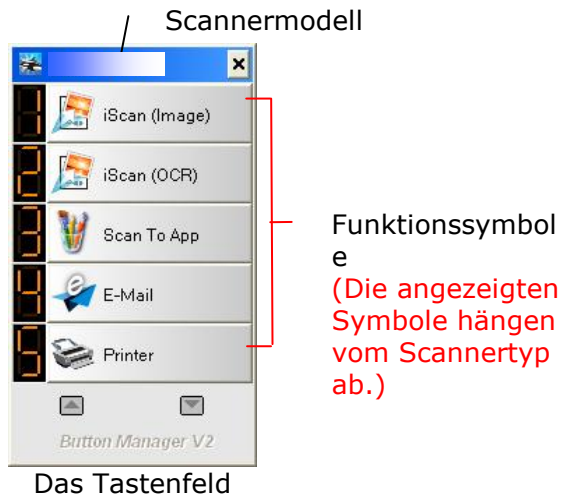 Scannermodell
1 iScan (Image)
2 iScan (OCR)
3 Scan To App
4 E-Mail
5 Printer
Button Manager V2
Funktionssymbol
e
(Die angezeigten
Symbole hängen
vom Scannertyp
ab.)
Das Tastenfeld